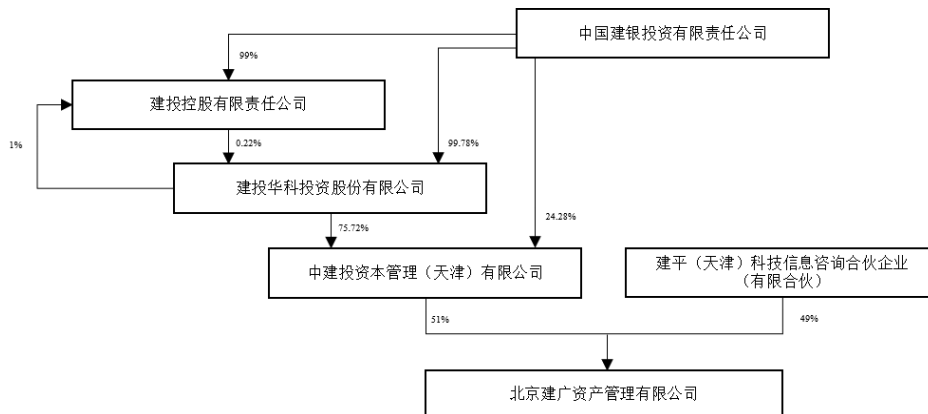 中国建银投资有限责任公司
99%
建投控股有限责任公司
1%
0.22%
99.78%
建投华科投资股份有限公司
75.72%
24.28%
中建投资本管理（天津）有限公司
建平（天津）科技信息咨询合伙企业
（有限合伙）
51%
49%
北京建广资产管理有限公司